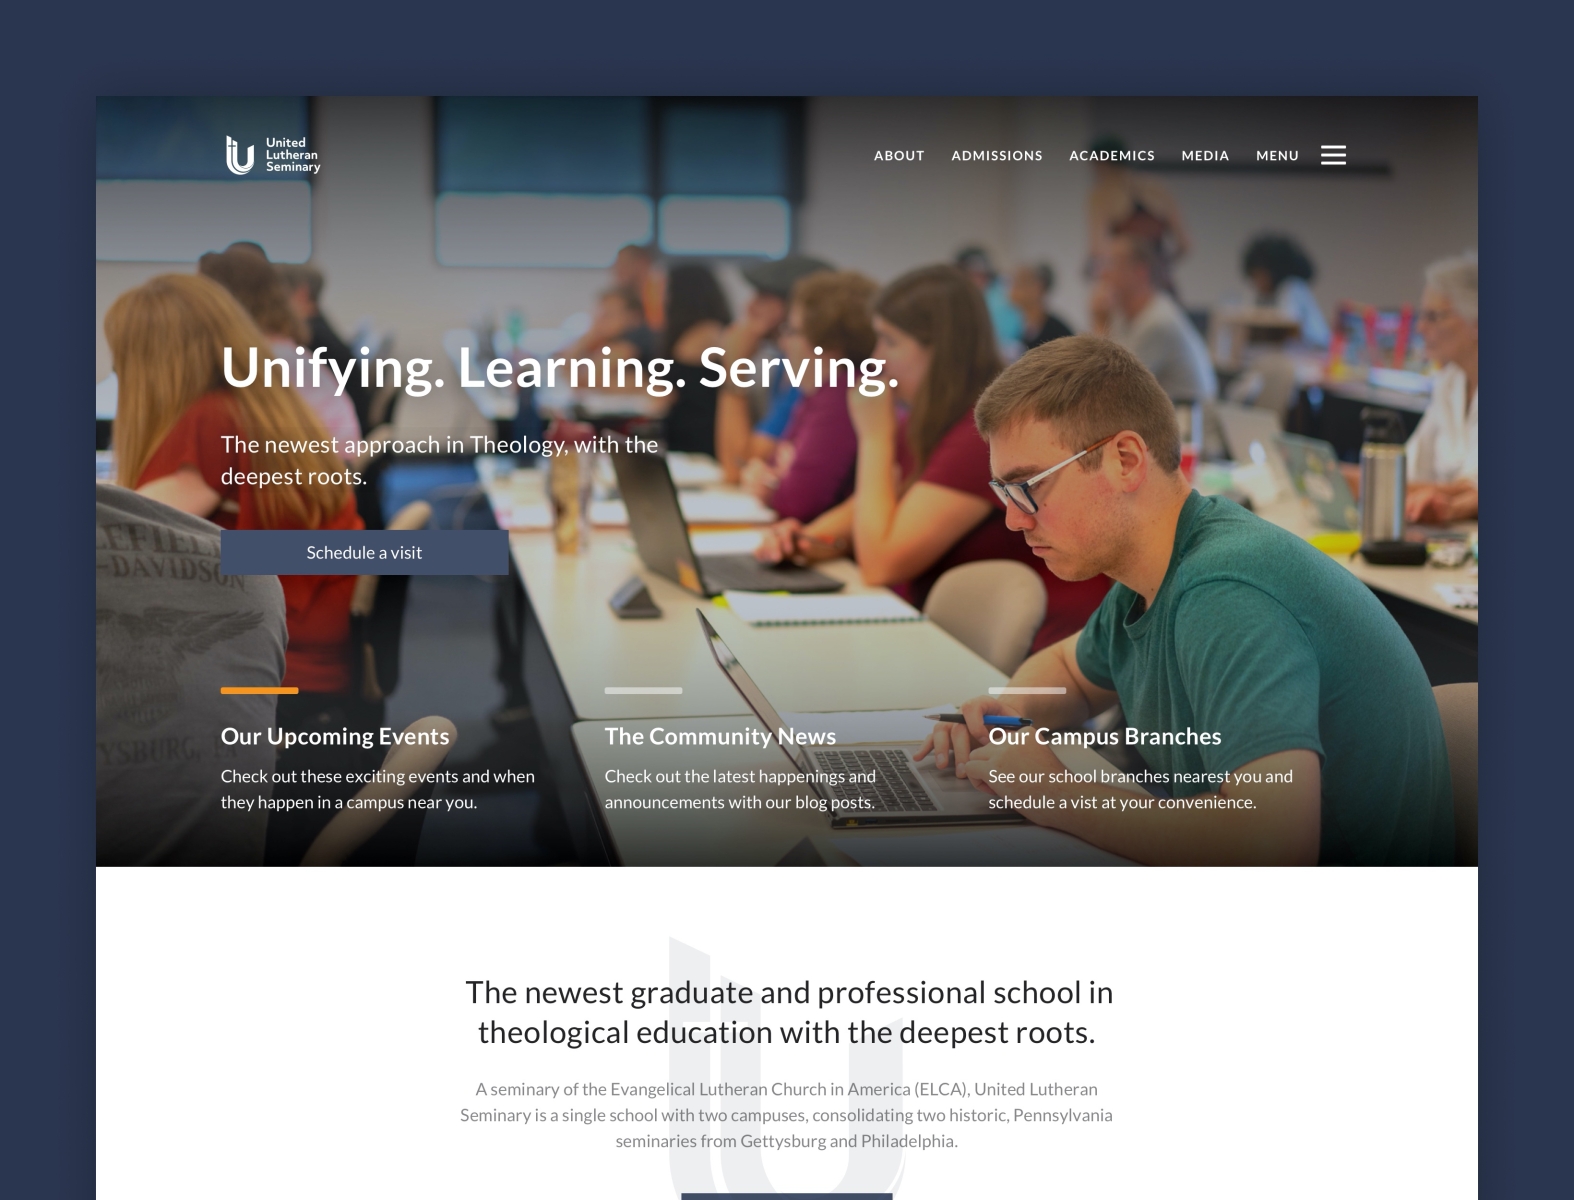 United
Lutheran
Seminary
ABOUT ADMISSIONS ACADEMICS MEDIA MENU
Unifying. Learning. Serving.
The newest approach in Theology, with the
deepest roots.
Schedule a visit
-DAVIDSON
Our Upcoming Events
Check out these exciting events and when
they happen in a campus near you.
The Community News
Check out the latest happenings and
announcements with our blog posts.
Our Campus Branches
See our school branches nearest you and
schedule a vist at your convenience.
The newest graduate and professional school in
theological education with the deepest roots.
A seminary of the Evangelical Lutheran Church in America (ELCA), United Lutheran
Seminary is a single school with two campuses, consolidating two historic, Pennsylvania
seminaries from Gettysburg and Philadelphia.